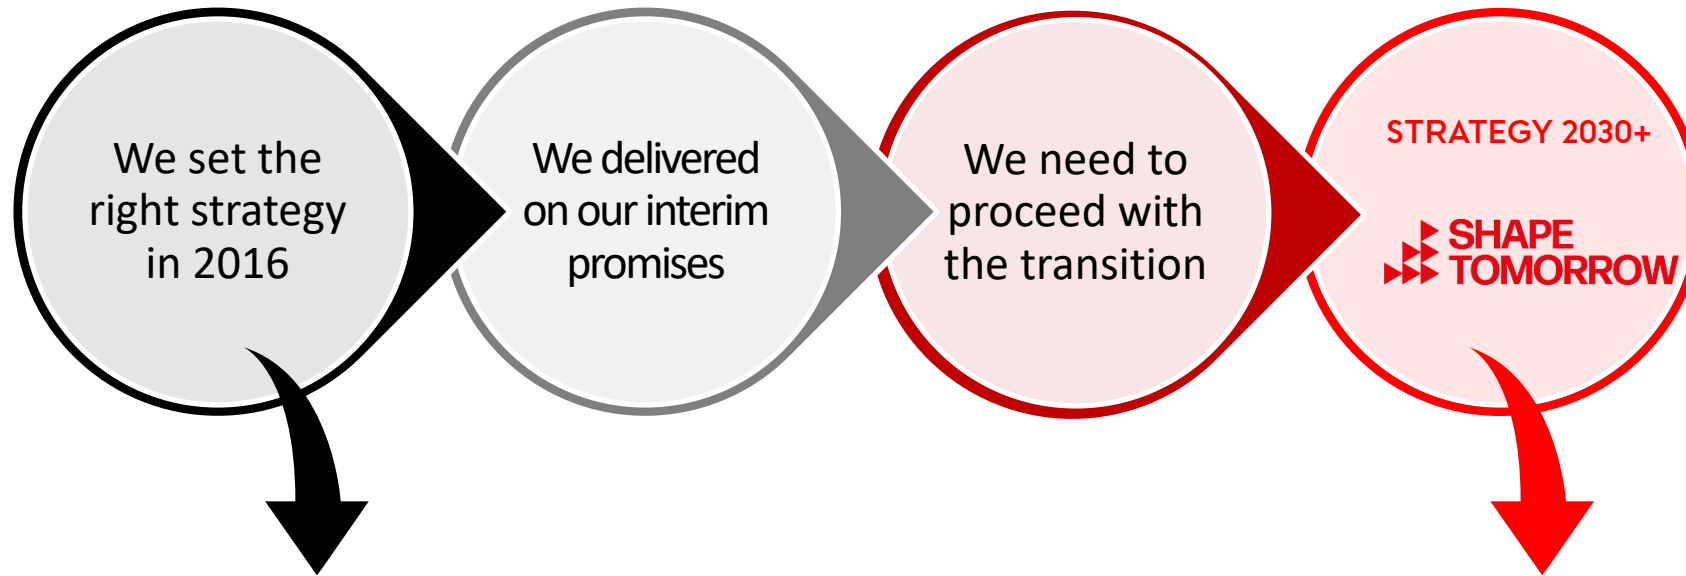 We set the
right strategy
in 2016
We delivered
on our interim
promises
We need to
proceed with
the transition
STRATEGY 2030+
SHAPE
TOMORROW